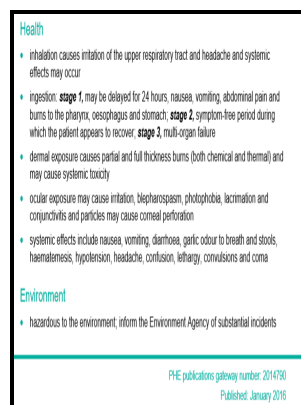 Health
• inhalation causes irritation of the upper respiratory tract and headache and systemic
effects may occur
• ingestion: stage 1, may be delayed for 24 hours, nausea, vomiting, abdominal pain and
burns to the pharynx, oesophagus and stomach; stage 2, symptom-free period during
which the patient appears to recover; stage 3, multi-organ failure
• dermal exposure causes partial and full thickness burns (both chemical and thermal) and
may cause systemic toxicity
• ocular exposure may cause irritation, blepharospasm, photophobia, lacrimation and
conjunctivitis and particles may cause corneal perforation
• systemic effects include nausea, vomiting, diarrhoea, garlic odour to breath and stools,
haematemesis, hypotension, headache, confusion, lethargy, convulsions and coma
Environment
• hazardous to the environment; inform the Environment Agency of substantial incidents
PHE publications gateway number: 2014790
Published: January 2016